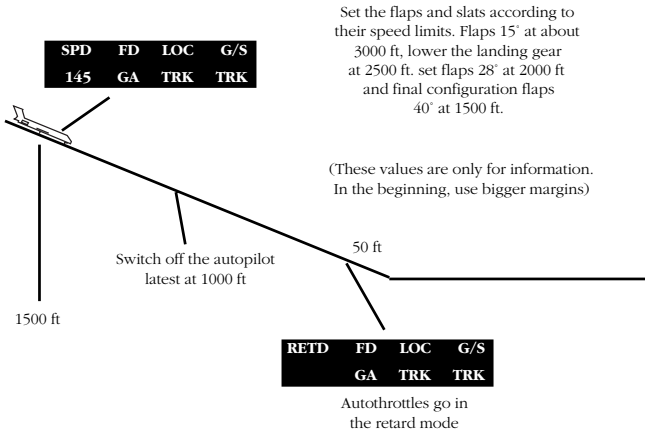 Set the flaps and slats according to
their speed limits. Flaps 15˚ at about
3000 ft, lower the landing gear
at 2500 ft. set flaps 28˚ at 2000 ft
and final configuration flaps
40˚ at 1500 ft.
SPD FD LOC G/S
145 GA TRK TRK
(These values are only for information.
In the beginning, use bigger margins)
50 ft
Switch off the autopilot
latest at 1000 ft
1500 ft
RETD FD LOC G/S
GA TRK TRK
Autothrottles go in
the retard mode